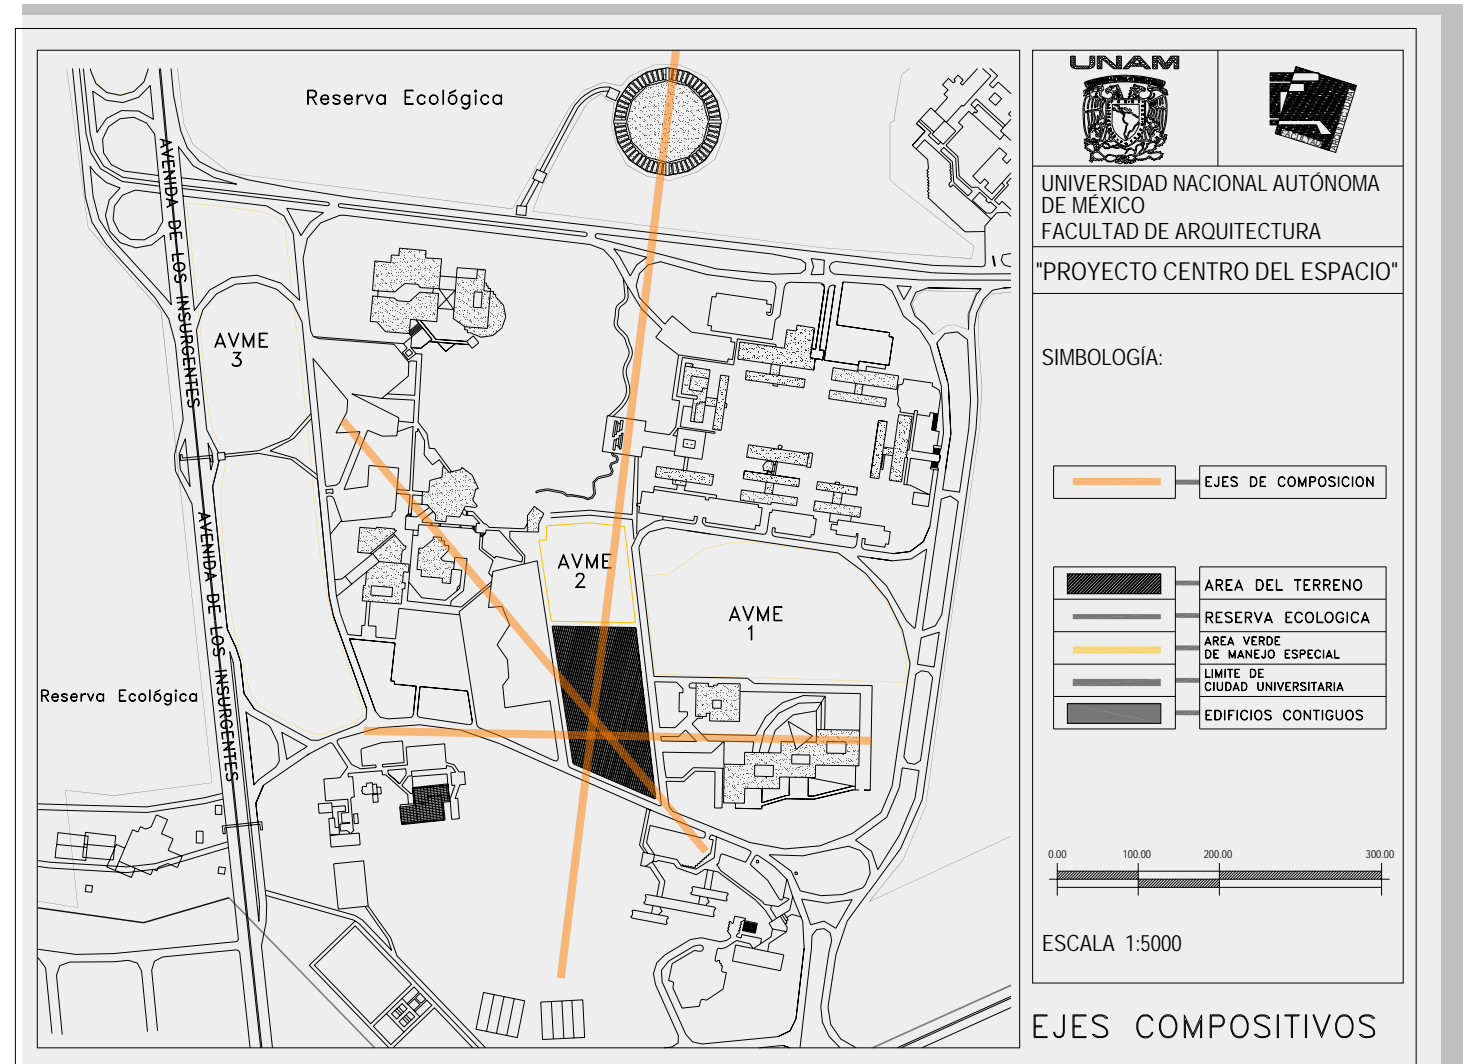 Reserva Ecológica
AVENIDA DE LOS INSURGENTES
AVME
3
AVME
2
AVME
1
AVENIDA DE LOS INSURGENTES
Reserva Ecológica
UNAM
UNIVERSIDAD NACIONAL AUTÓNOMA
DE MÉXICO
FACULTAD DE ARQUITECTURA
"PROYECTO CENTRO DEL ESPACIO"
SIMBOLOGÍA:
EJES DE COMPOSICION
AREA DEL TERRENO
RESERVA ECOLOGICA
AREA VERDE
DE MANEJO ESPECIAL
LIMITE DE
CIUDAD UNIVERSITARIA
EDIFICIOS CONTIGUOS
0.00 100.00 200.00 300.00
ESCALA 1:5000
EJES COMPOSITIVOS